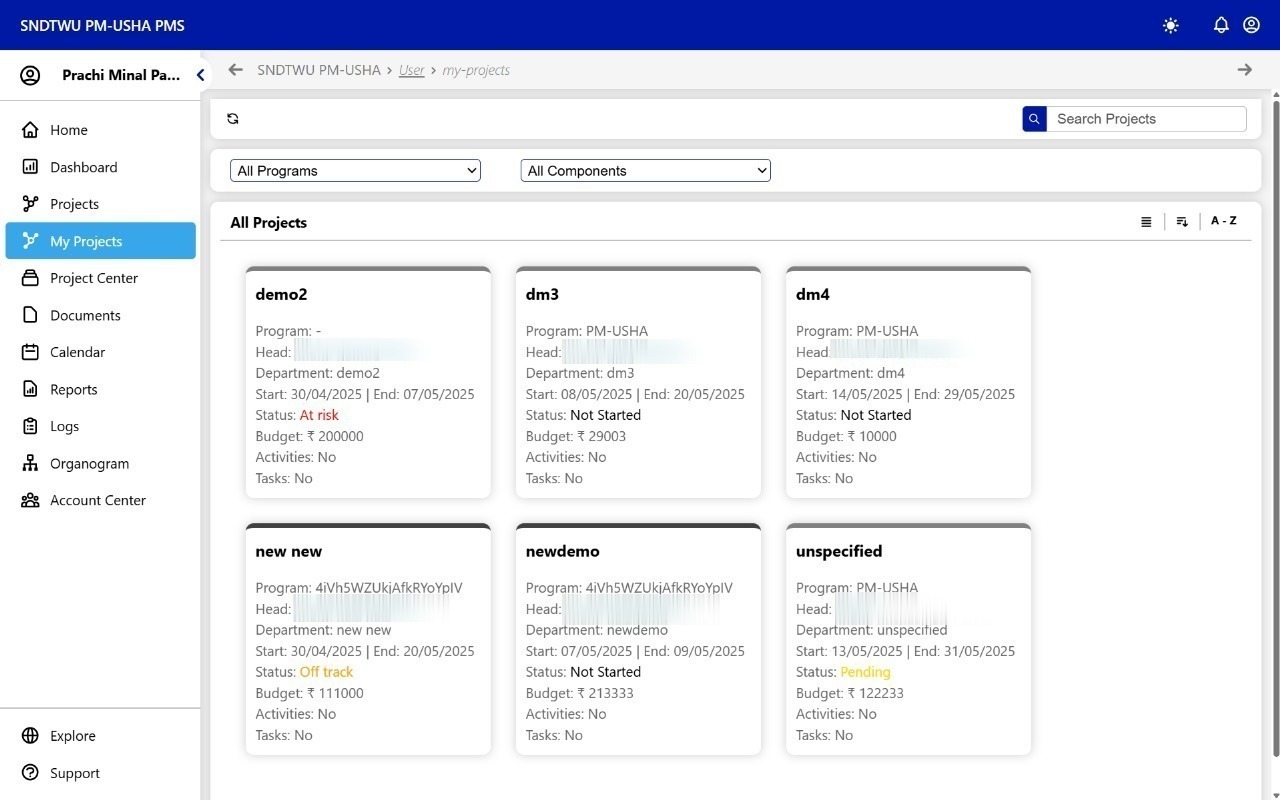 SNDTWU PM-USHA PMS
Prachi Minal Pa...
SNDTWU PM-USHA > User > my-projects
Home
Dashboard
Projects
My Projects
Project Center
Documents
Calendar
Reports
Logs
Organogram
Account Center
Explore
Support
Search Projects
All Programs
All Components
All Projects
A - Z
demo2
Program: -
Head:
Department: demo2
Start: 30/04/2025 | End: 07/05/2025
Status: At risk
Budget: ₹ 200000
Activities: No
Tasks: No
dm3
Program: PM-USHA
Head:
Department: dm3
Start: 08/05/2025 | End: 20/05/2025
Status: Not Started
Budget: ₹ 29003
Activities: No
Tasks: No
dm4
Program: PM-USHA
Head:
Department: dm4
Start: 14/05/2025 | End: 29/05/2025
Status: Not Started
Budget: ₹ 10000
Activities: No
Tasks: No
new new
Program: 4iVh5WZUkjAfkRYoYpIV
Head:
Department: new new
Start: 30/04/2025 | End: 20/05/2025
Status: Off track
Budget: ₹ 111000
Activities: No
Tasks: No
newdemo
Program: 4iVh5WZUkjAfkRYoYpIV
Head:
Department: newdemo
Start: 07/05/2025 | End: 09/05/2025
Status: Not Started
Budget: ₹ 213333
Activities: No
Tasks: No
unspecified
Program: PM-USHA
Head:
Department: unspecified
Start: 13/05/2025 | End: 31/05/2025
Status: Pending
Budget: ₹ 122233
Activities: No
Tasks: No